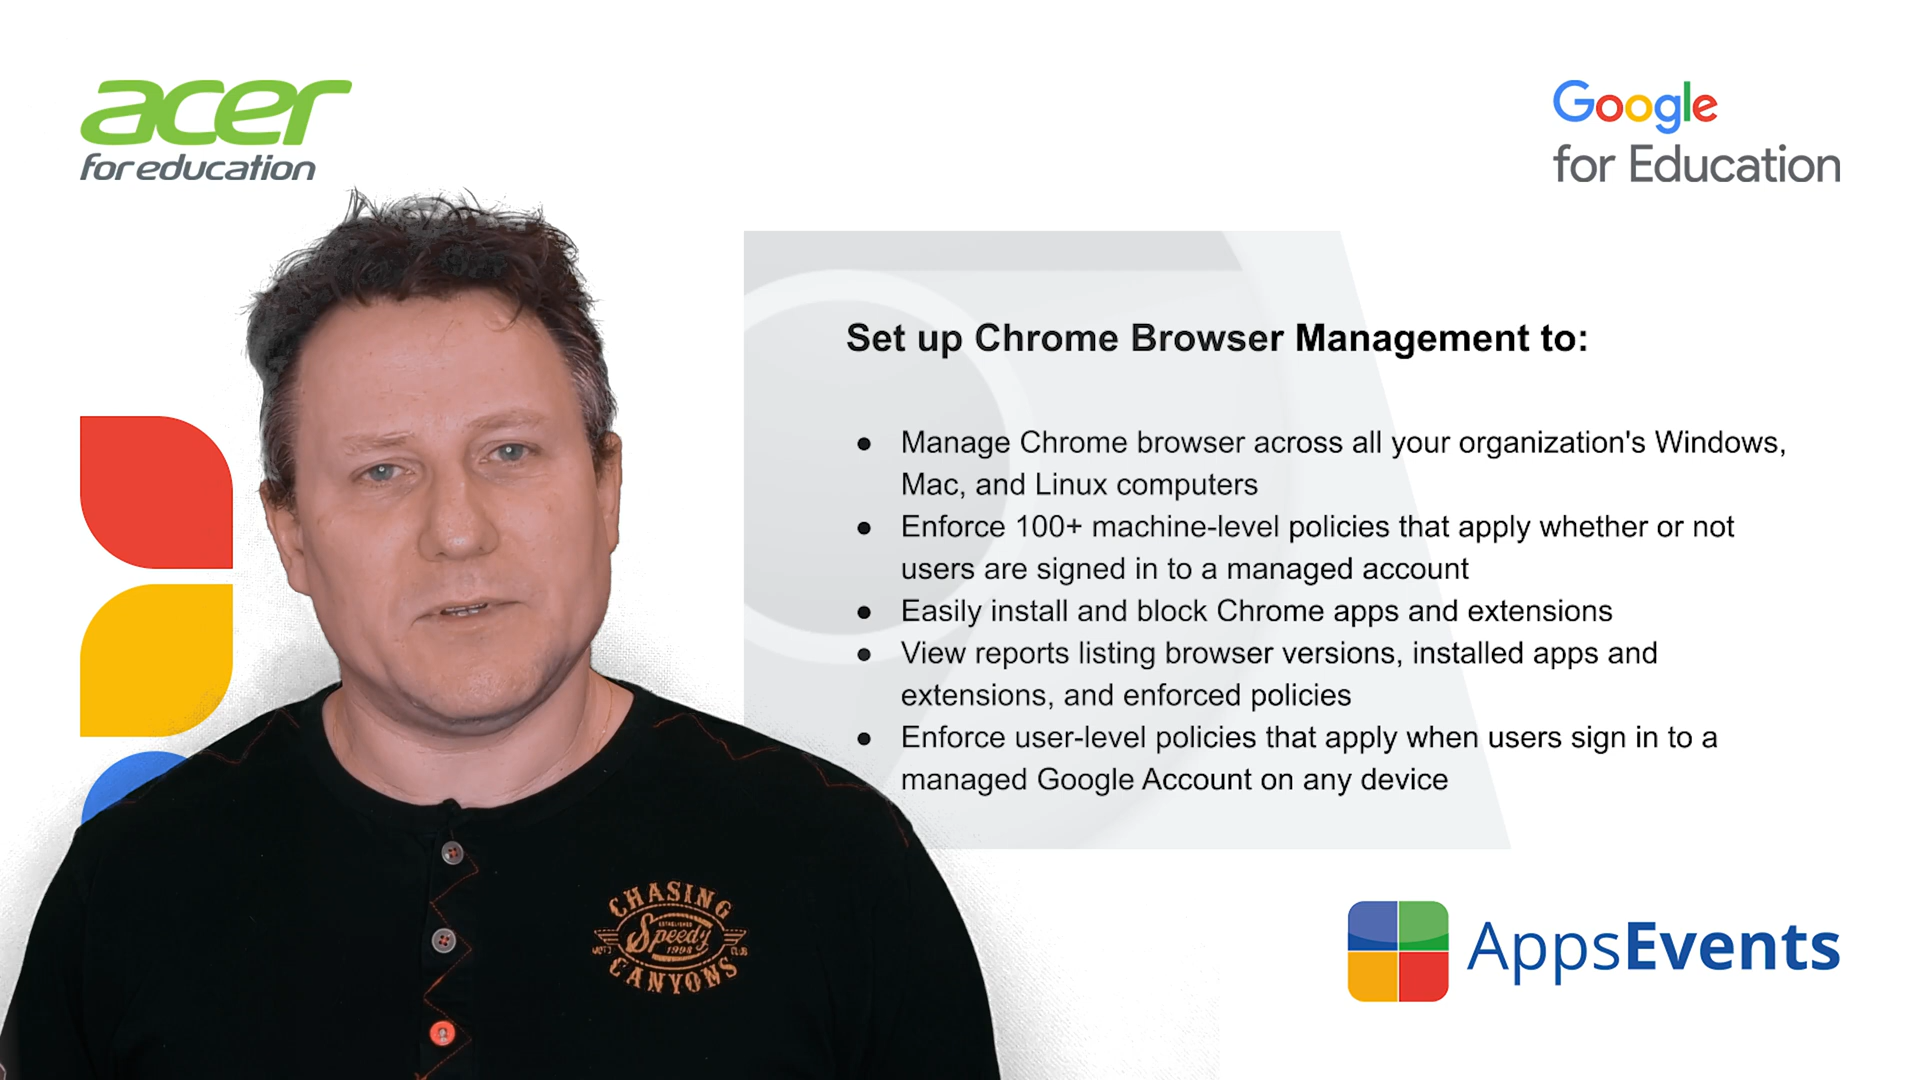 acer
for education
Google
for Education
Set up Chrome Browser Management to:
● Manage Chrome browser across all your organization's Windows,
Mac, and Linux computers
● Enforce 100+ machine-level policies that apply whether or not
users are signed in to a managed account
● Easily install and block Chrome apps and extensions
● View reports listing browser versions, installed apps and
extensions, and enforced policies
● Enforce user-level policies that apply when users sign in to a
managed Google Account on any device
CHASING
ESTABLISHED
Speedy
1998
CLUB
CANYONS
AppsEvents